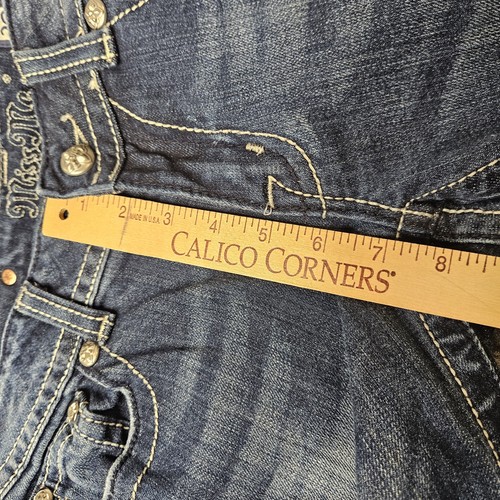 Miss Me
1 2 3 4 5 6 7 8
MADE IN U.S.A.
CALICO CORNERS®